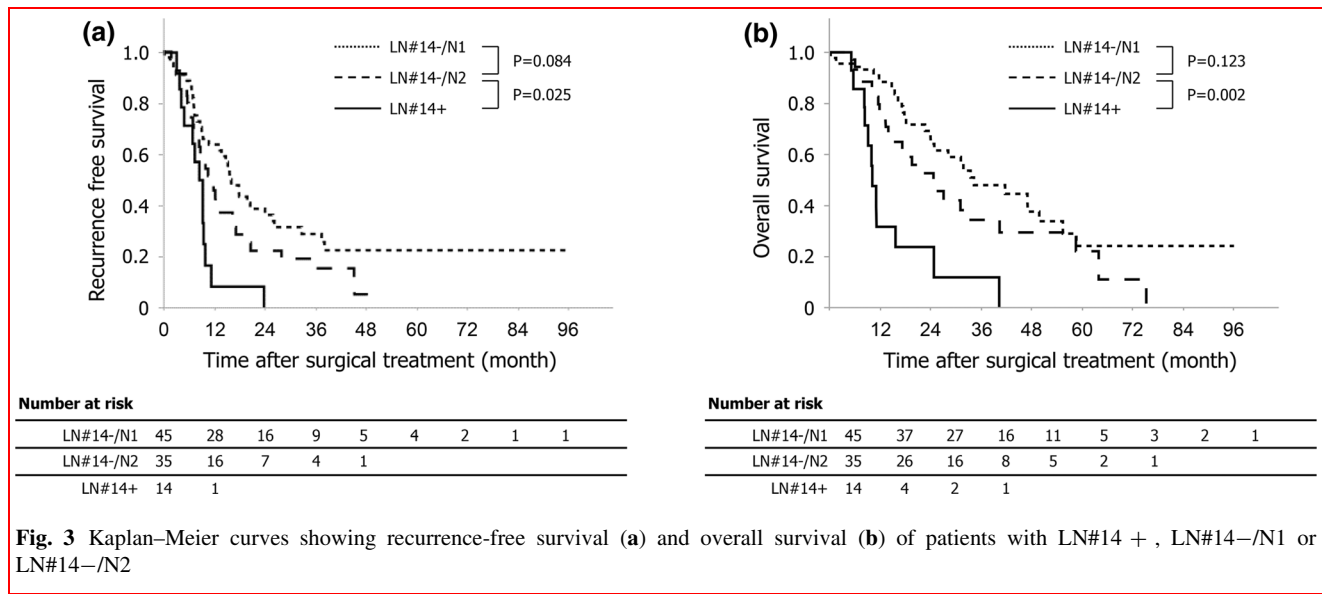 (a)
LN#14-/N1
LN#14-/N2
LN#14+
P=0.084
P=0.025
1.0
0.8
0.6
0.4
0.2
0
Recurrence free survival
0 12 24 36 48 60 72 84 96
Time after surgical treatment (month)
Number at risk
LN#14-/N1 45 28 16 9 5 4 2 1 1
LN#14-/N2 35 16 7 4 1
LN#14+ 14 1
(b)
LN#14-/N1
LN#14-/N2
LN#14+
P=0.123
P=0.002
1.0
0.8
0.6
0.4
0.2
0
Overall survival
12 24 36 48 60 72 84 96
Time after surgical treatment (month)
Number at risk
LN#14-/N1 45 37 27 16 11 5 3 2 1
LN#14-/N2 35 26 16 8 5 2 1
LN#14+ 14 4 2 1
Fig. 3 Kaplan–Meier curves showing recurrence-free survival (a) and overall survival (b) of patients with LN#14 + , LN#14−/N1 or
LN#14−/N2